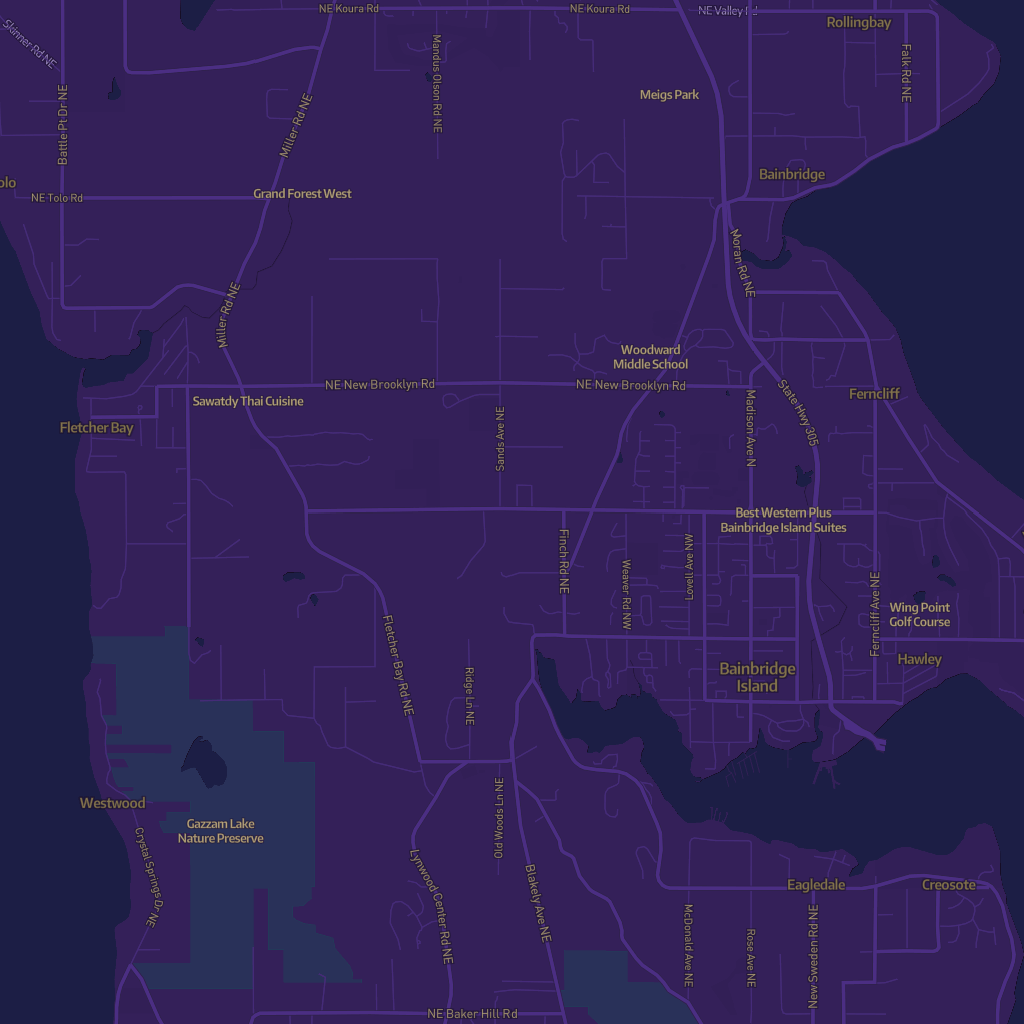 NE Koura Rd
NE Koura Rd
NE Valley
Rollingbay
Skinner Rd NE
Mandus Olson Rd NE
Falk Rd NE
Battle Pt Dr NE
Miller Rd NE
Meigs Park
Bainbridge
olo
NE Tolo Rd
Grand Forest West
Moran Rd NE
Miller Rd NE
Woodward
Middle School
NE New Brooklyn Rd
NE New Brooklyn Rd
Sawatdy Thai Cuisine
Ferncliff
State Hwy 305
Madison Ave N
Sands Ave NE
Fletcher Bay
Best Western Plus
Bainbridge Island Suites
Finch Rd NE
Weaver Rd NW
Lovell Ave NW
Ferncliff Ave NE
Wing Point
Golf Course
Hawley
Fletcher Bay Rd NE
Ridge Ln NE
Bainbridge
Island
Westwood
Gazzam Lake
Nature Preserve
Old Woods Ln NE
Crystal Springs Dr NE
Lynwood Center Rd NE
Blakely Ave NE
Eagledale
Creosote
McDonald Ave NE
Rose Ave NE
New Sweden Rd NE
NE Baker Hill Rd